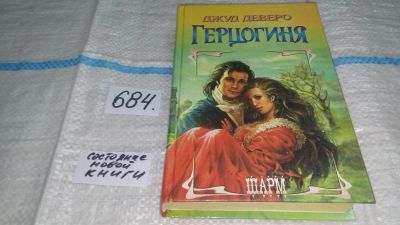 ДЖУД ДЕВЕРО
ГЕРЦОГИНЯ
684.
состояние
новой
книги
ШАРМ